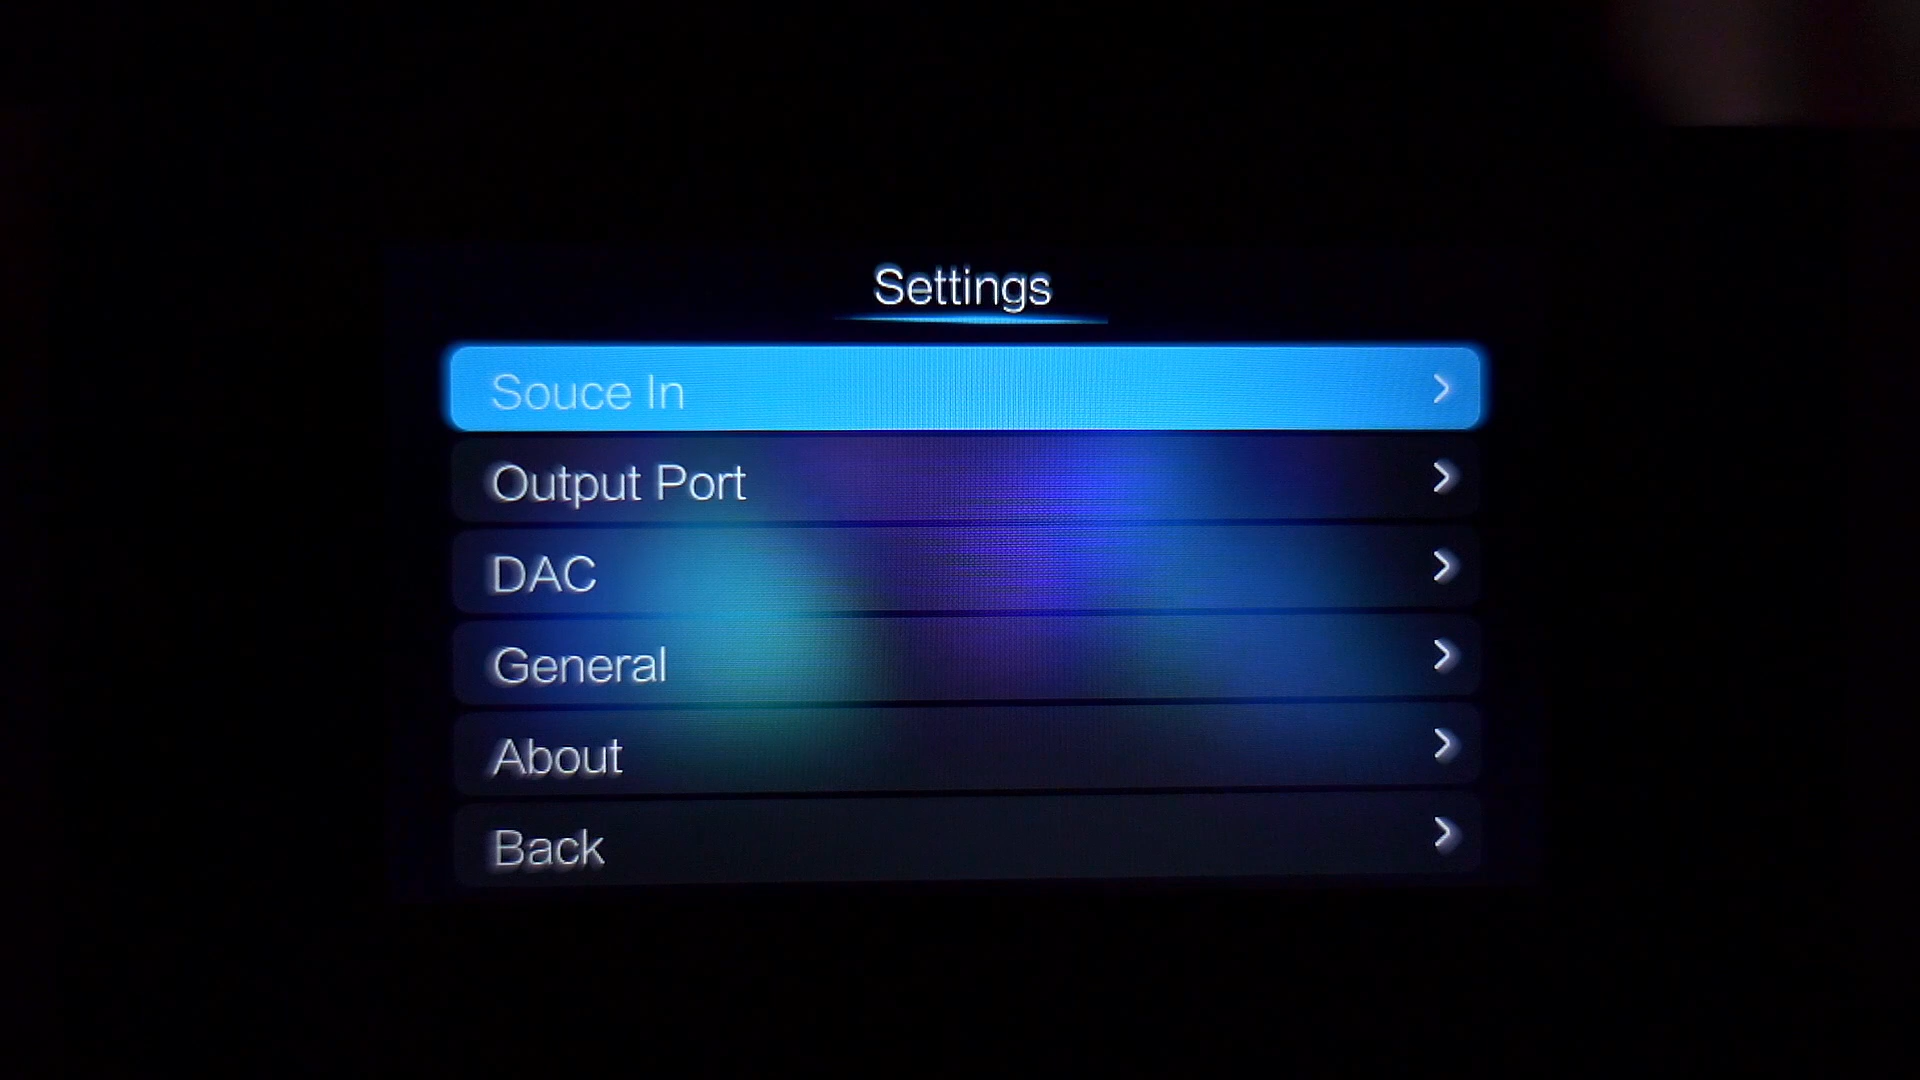 Settings
Souce In
Output Port
DAC
General
About
Back